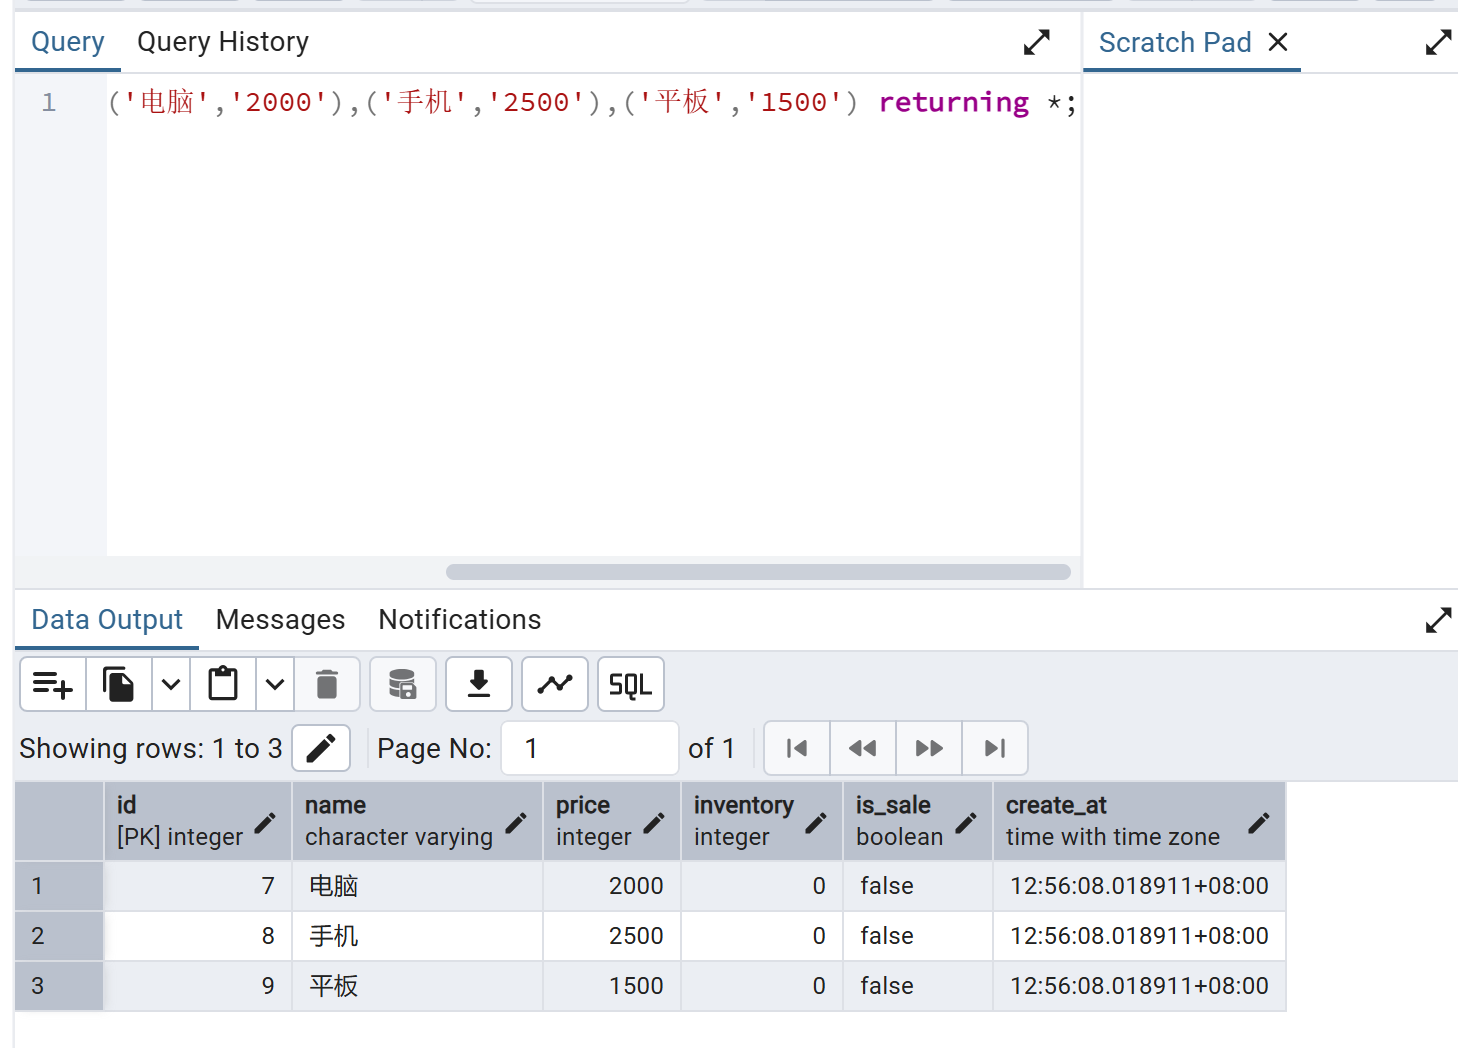 Query Query History Scratch Pad
1 ('电脑','2000'),('手机','2500'),('平板','1500') returning *;
Data Output Messages Notifications
SQL
Showing rows: 1 to 3 Page No: 1 of 1
id name price inventory is_sale create_at
[PK] integer character varying integer integer boolean time with time zone
1 7 电脑 2000 0 false 12:56:08.018911+08:00
2 8 手机 2500 0 false 12:56:08.018911+08:00
3 9 平板 1500 0 false 12:56:08.018911+08:00